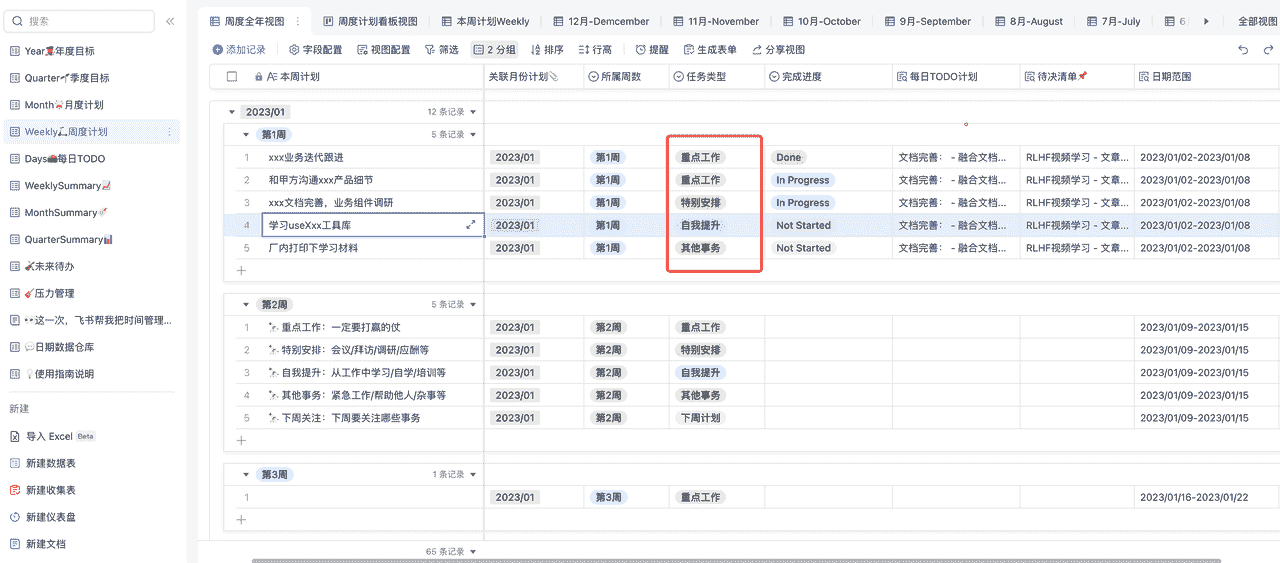 搜索
Year年度目标
Quarter季度目标
Month月度计划
Weekly周度计划
Days每日TODO
WeeklySummary
MonthSummary
QuarterSummary
未来待办
压力管理
这一次，飞书帮我把时间管理...
日期数据仓库
使用指南说明
新建
导入 Excel Beta
新建数据表
新建收集表
新建仪表盘
新建文档
周度全年视图 周度计划看板视图 本周计划Weekly 12月-Demcember 11月-November 10月-October 9月-September 8月-August 7月-July 6 全部视图
添加记录 字段配置 视图配置 筛选 2 分组 排序 行高 提醒 生成表单 分享视图
本周计划 关联月份计划 所属周数 任务类型 完成进度 每日TODO计划 待决清单 日期范围
2023/01 12 条记录
第1周 5 条记录
1 xxx业务迭代跟进 2023/01 第1周 重点工作 Done 文档完善： - 融合文档... RLHF视频学习 - 文章... 2023/01/02-2023/01/08
2 和甲方沟通xxx产品细节 2023/01 第1周 重点工作 In Progress 文档完善： - 融合文档... RLHF视频学习 - 文章... 2023/01/02-2023/01/08
3 xxx文档完善，业务组件调研 2023/01 第1周 特别安排 In Progress 文档完善： - 融合文档... RLHF视频学习 - 文章... 2023/01/02-2023/01/08
4 学习useXxx工具库 2023/01 第1周 自我提升 Not Started 文档完善： - 融合文档... RLHF视频学习 - 文章... 2023/01/02-2023/01/08
5 厂内打印下学习材料 2023/01 第1周 其他事务 Not Started 文档完善： - 融合文档... RLHF视频学习 - 文章... 2023/01/02-2023/01/08
第2周 5 条记录
1 重点工作：一定要打赢的仗 2023/01 第2周 重点工作 2023/01/09-2023/01/15
2 特别安排：会议/拜访/调研/应酬等 2023/01 第2周 特别安排 2023/01/09-2023/01/15
3 自我提升：从工作中学习/自学/培训等 2023/01 第2周 自我提升 2023/01/09-2023/01/15
4 其他事务：紧急工作/帮助他人/杂事等 2023/01 第2周 其他事务 2023/01/09-2023/01/15
5 下周关注：下周要关注哪些事务 2023/01 第2周 下周计划 2023/01/09-2023/01/15
第3周 1 条记录
1 2023/01 第3周 重点工作 2023/01/16-2023/01/22
65 条记录